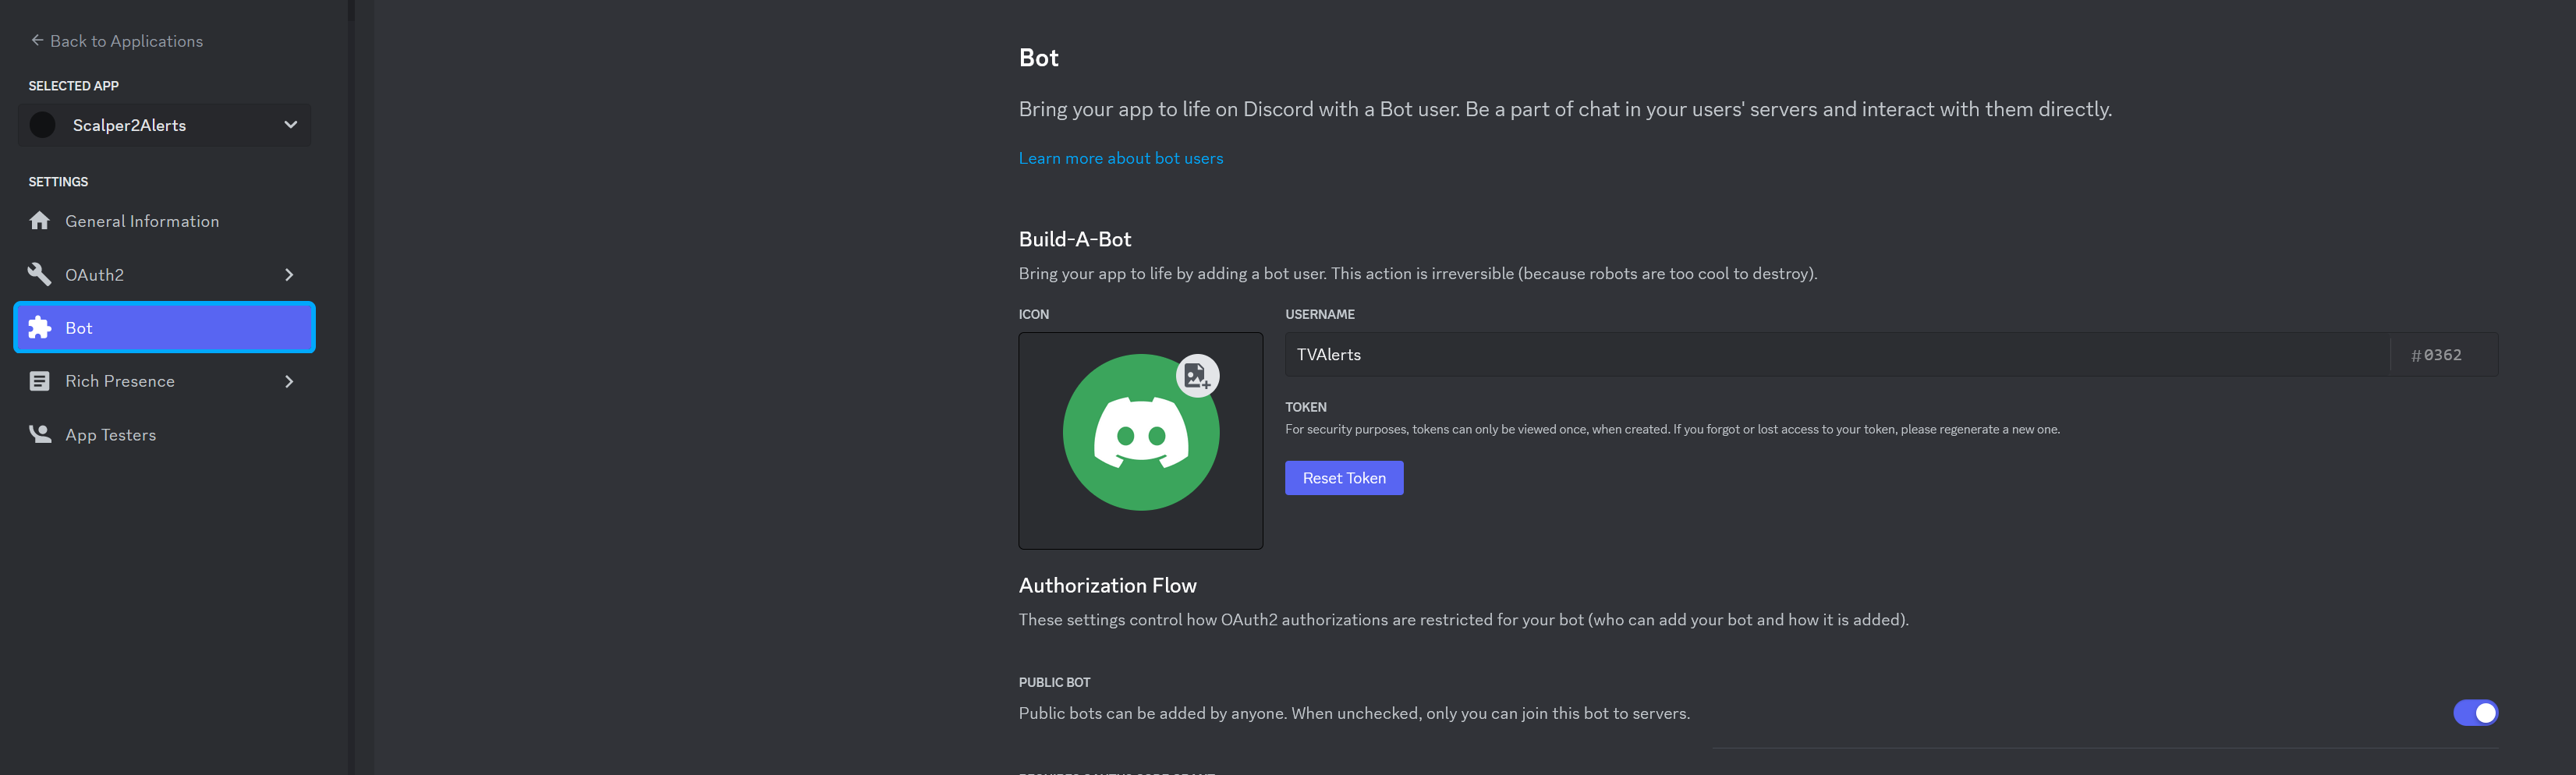 Back to Applications
SELECTED APP
Scalper2Alerts
SETTINGS
General Information
OAuth2
Bot
Rich Presence
App Testers
Bot
Bring your app to life on Discord with a Bot user. Be a part of chat in your users' servers and interact with them directly.
Learn more about bot users
Build-A-Bot
Bring your app to life by adding a bot user. This action is irreversible (because robots are too cool to destroy).
ICON
USERNAME
TVAlerts
#0362
TOKEN
For security purposes, tokens can only be viewed once, when created. If you forgot or lost access to your token, please regenerate a new one.
Reset Token
Authorization Flow
These settings control how OAuth2 authorizations are restricted for your bot (who can add your bot and how it is added).
PUBLIC BOT
Public bots can be added by anyone. When unchecked, only you can join this bot to servers.